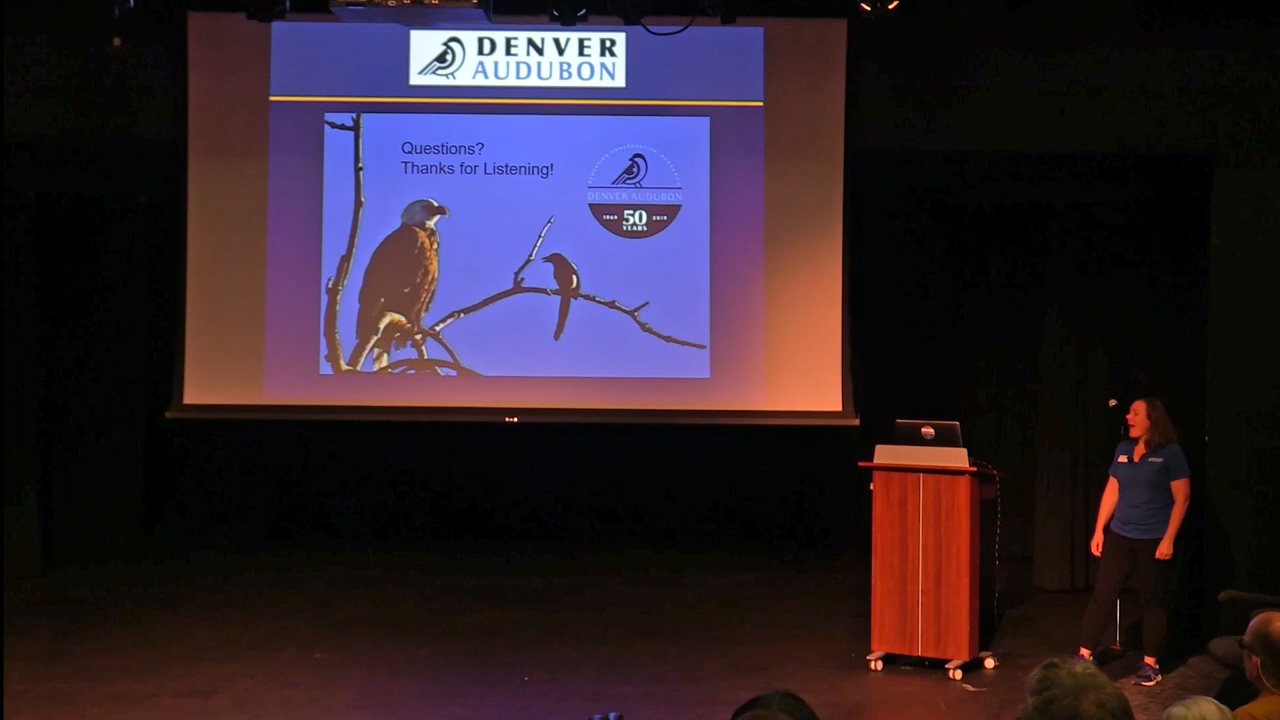 DENVER
AUDUBON
Questions?
Thanks for Listening!
DENVER AUDUBON
1969 50 2019
YEARS